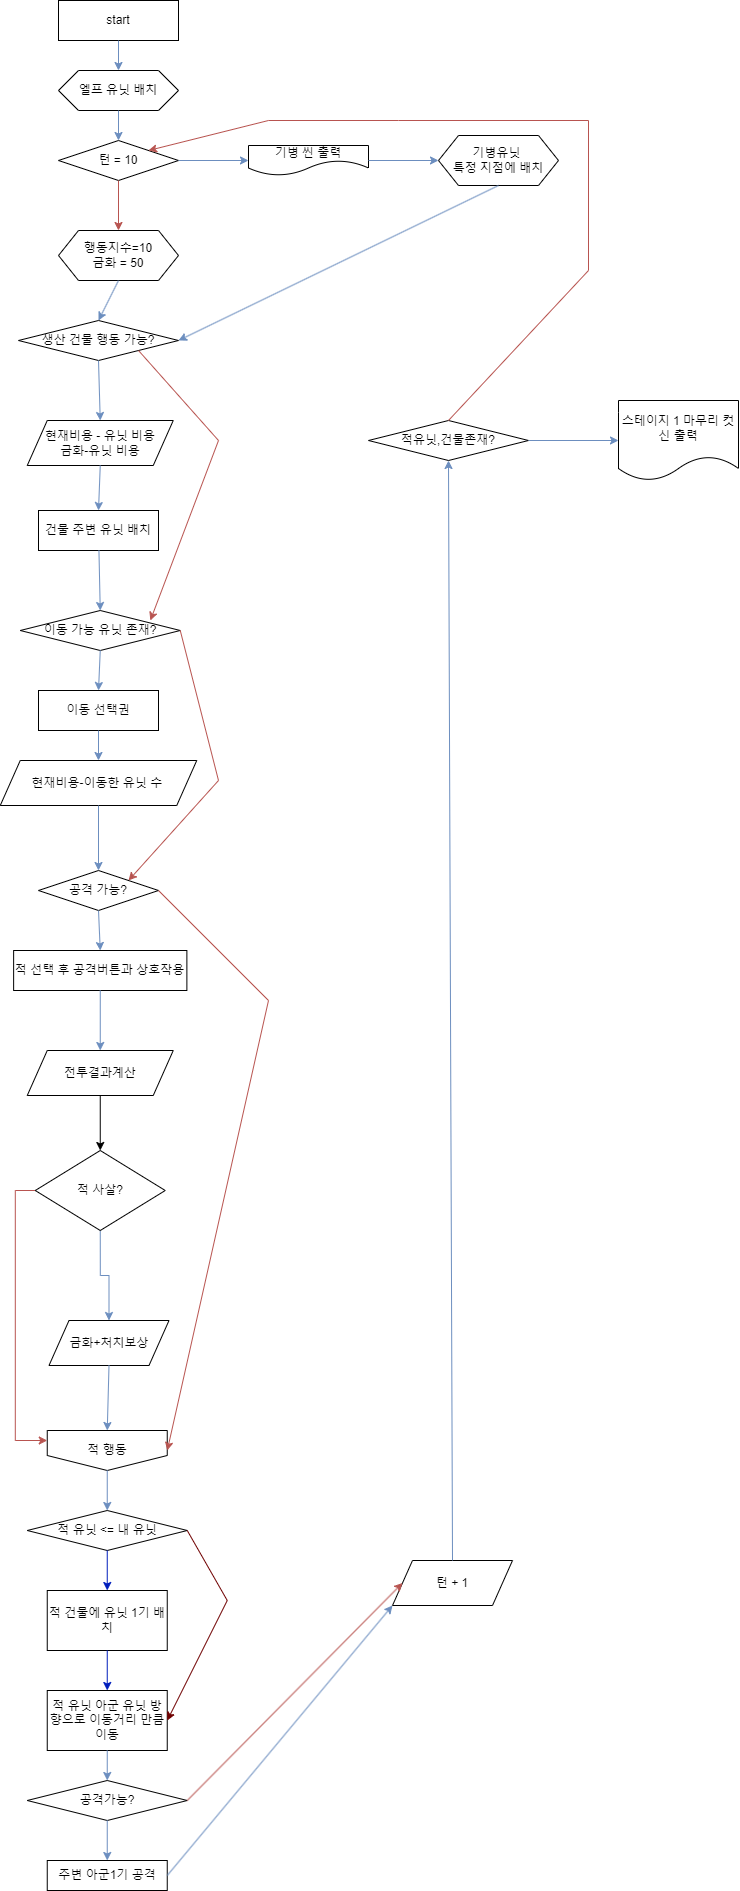 start
엘프 유닛 배치
턴 = 10
기병 씬 출력
기병유닛
특정 지점에 배치
행동지수=10
금화 = 50
생산 건물 행동 가능?
현재비용 - 유닛 비용
금화-유닛 비용
건물 주변 유닛 배치
이동 가능 유닛 존재?
이동 선택권
현재비용-이동한 유닛 수
공격 가능?
적 선택 후 공격버튼과 상호작용
전투결과계산
적 사살?
금화+처치보상
적 행동
적 유닛 <= 내 유닛
적 건물에 유닛 1기 배
치
적 유닛 아군 유닛 방
향으로 이동거리 만큼
이동
공격가능?
주변 아군1기 공격
턴 + 1
적유닛,건물존재?
스테이지 1 마무리 컷
신 출력